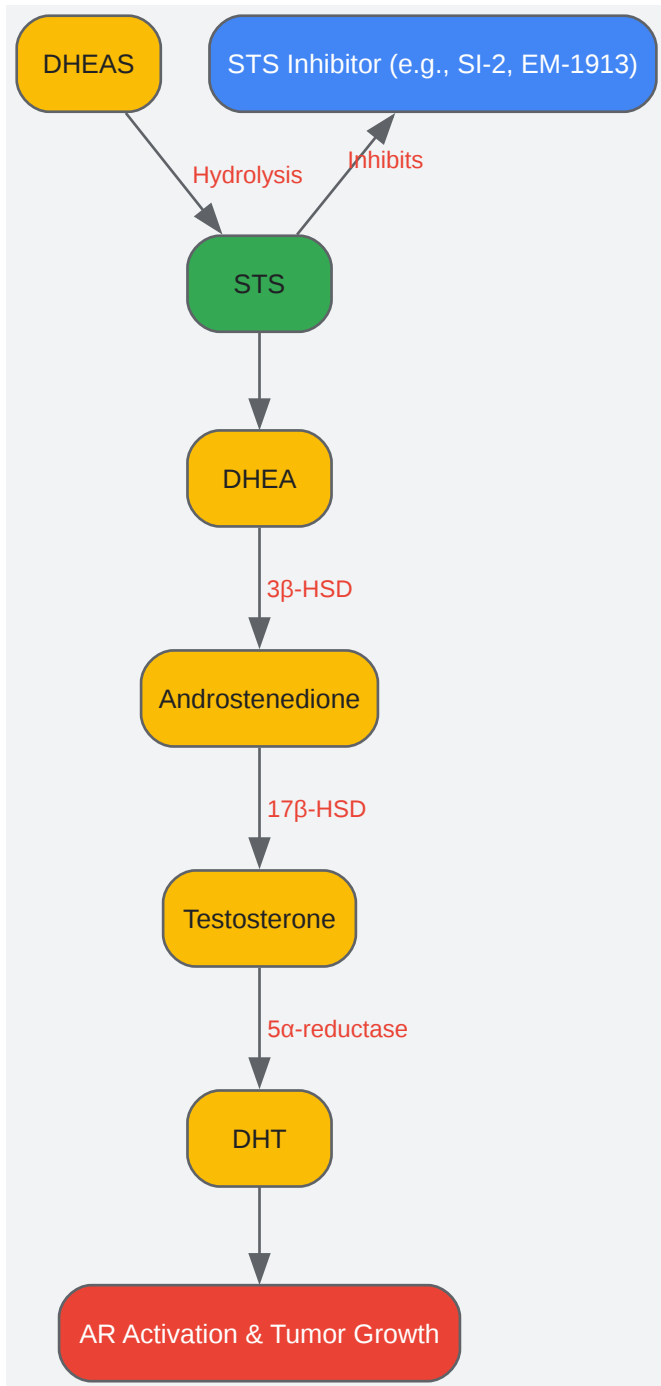 DHEAS
STS Inhibitor (e.g., SI-2, EM-1913)
Inhibits
Hydrolysis
STS
DHEA
3β-HSD
Androstenedione
17β-HSD
Testosterone
5α-reductase
DHT
AR Activation & Tumor Growth